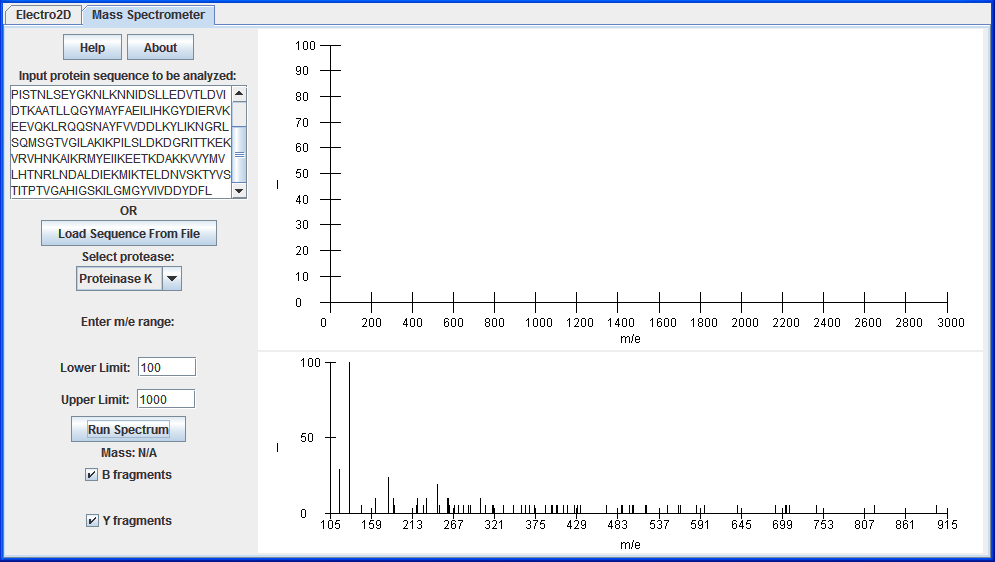 Electro2D Mass Spectrometer
Help About
Input protein sequence to be analyzed:
PISTNLSEYGKNLKNNIDSLLEDVTLDVI
DTKAATLLQGYMAYFAEILIHKGYDIERVK
EEVQKLRQQSNAYFVVDDLKYLIKNGRL
SQMSGTVGILAKIKPILSLDKDGRITTKEK
VRVHNKAIKRMYEIIKEETKDAKKVVYMV
LHTNRLNDALDIEKMIKTELDNVSKTYVS
TITPTVGAHIGSKILGMGYVIVDDYDFL
OR
Load Sequence From File
Select protease:
Proteinase K
Enter m/e range:
Lower Limit: 100
Upper Limit: 1000
Run Spectrum
Mass: N/A
B fragments
Y fragments
100
90
80
70
60
50
40
30
20
10
0
I
0 200 400 600 800 1000 1200 1400 1600 1800 2000 2200 2400 2600 2800 3000
m/e
100
50
0
I
105 159 213 267 321 375 429 483 537 591 645 699 753 807 861 915
m/e